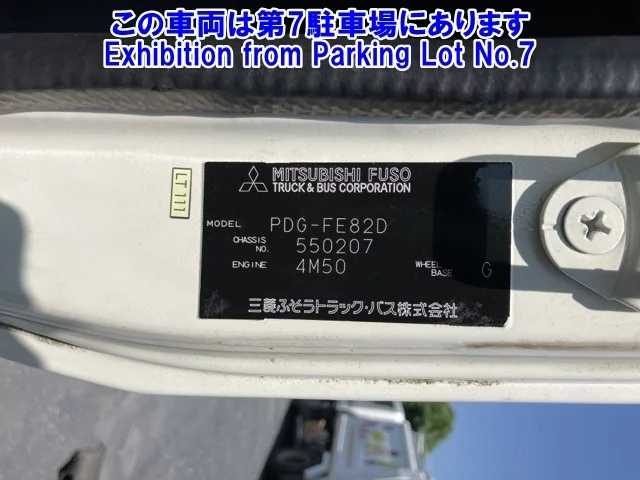 この車両は第7駐車場にあります
Exhibition from Parking Lot No.7
MITSUBISHI FUSO
TRUCK & BUS CORPORATION
LT111
MODEL PDG-FE82D
CHASSIS NO. 550207
ENGINE 4M50 WHEEL BASE G
三菱ふそうトラック・バス株式会社